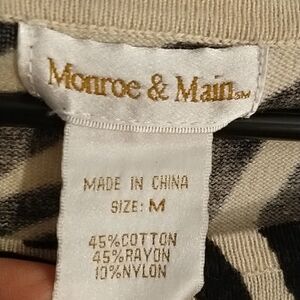 Monroe & Main SM
MADE IN CHINA
SIZE: M
45%COTTON
45%RAYON
10%NYLON